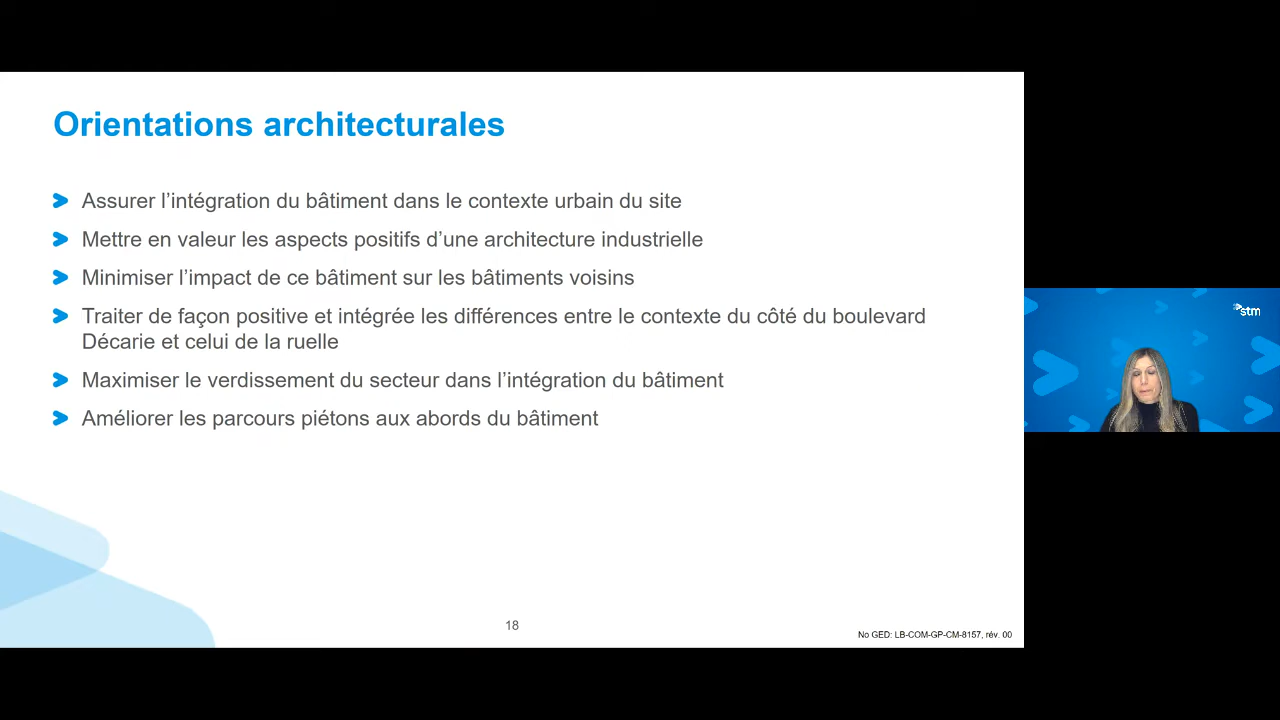 Orientations architecturales
Assurer l’intégration du bâtiment dans le contexte urbain du site
Mettre en valeur les aspects positifs d’une architecture industrielle
Minimiser l’impact de ce bâtiment sur les bâtiments voisins
Traiter de façon positive et intégrée les différences entre le contexte du côté du boulevard
Décarie et celui de la ruelle
Maximiser le verdissement du secteur dans l’intégration du bâtiment
Améliorer les parcours piétons aux abords du bâtiment
18
No GED: LB-COM-GP-CM-8157, rév. 00
stm